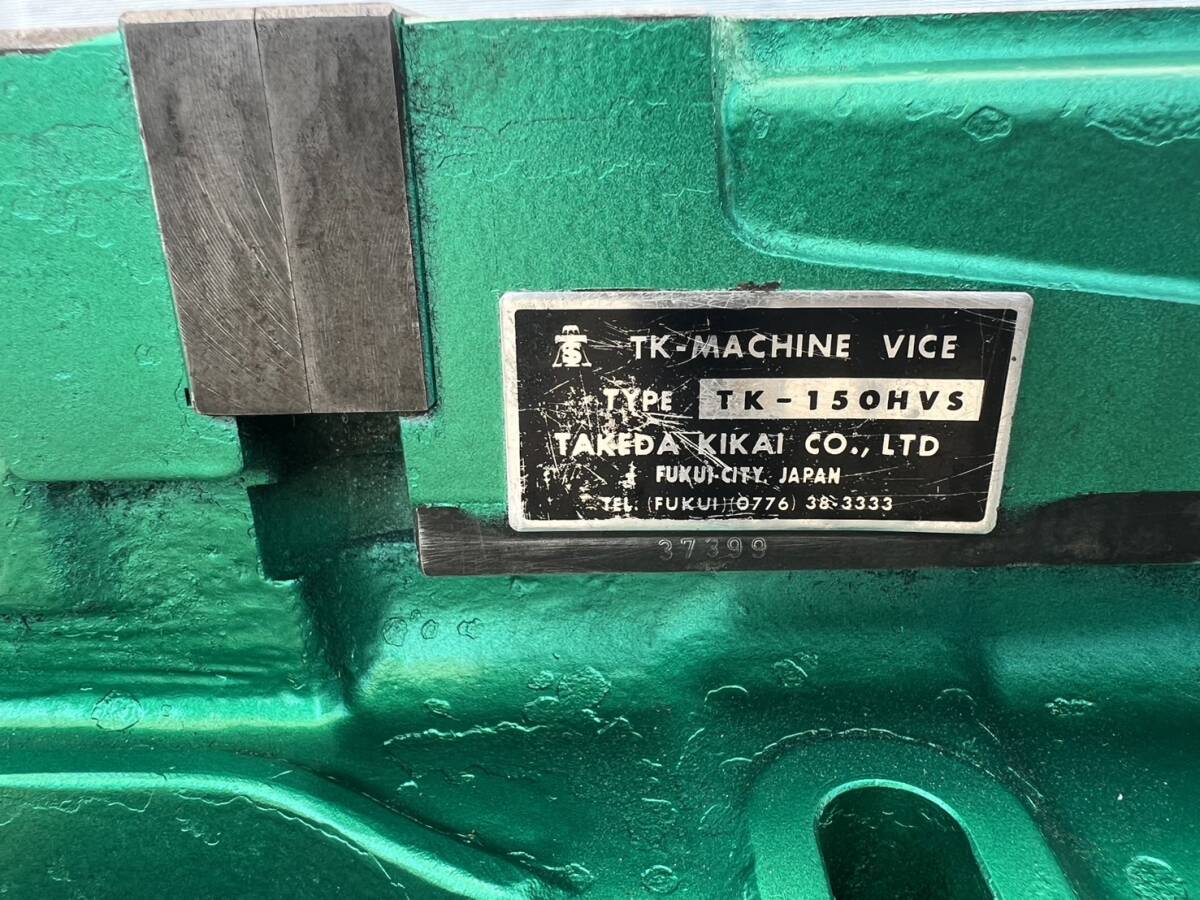 TK-MACHINE VICE
TYPE TK-150HVS
TAKEDA KIKAI CO., LTD
FUKUI-CITY, JAPAN
TEL. (FUKUI)(0776) 38-3333
37399